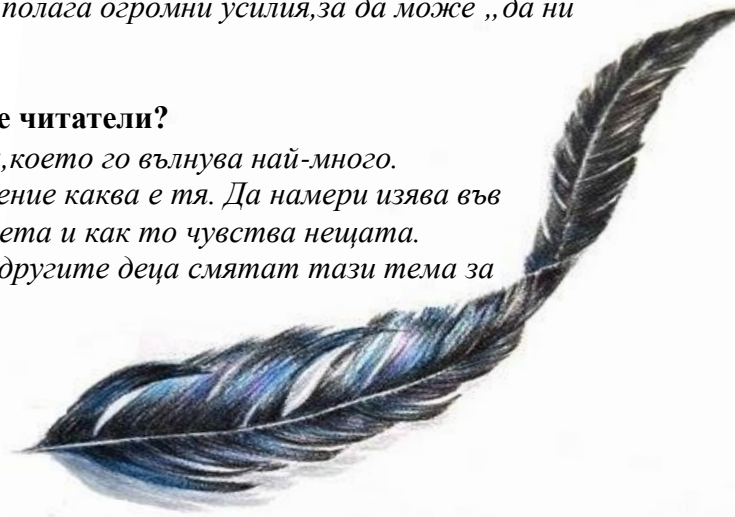 полага огромни усилия,за да може „да ни
е читатели?
,което го вълнува най-много.
ение каква е тя. Да намери изява във
ета и как то чувства нещата.
другите деца смятат тази тема за